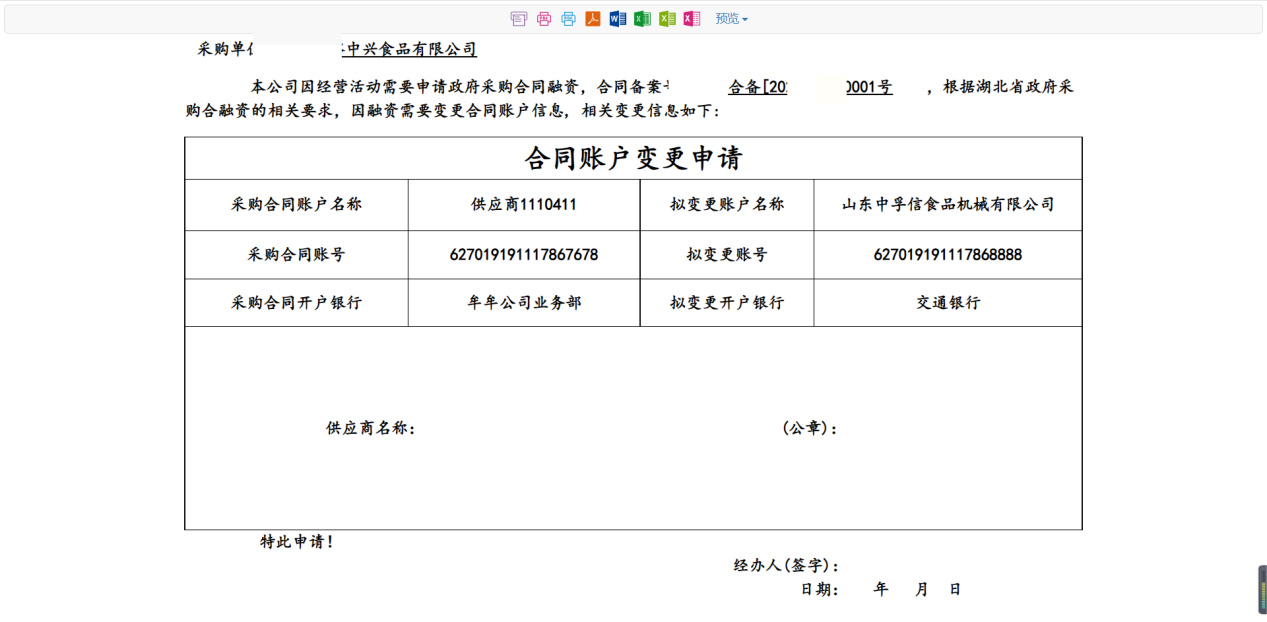 预览
采购单位 中兴食品有限公司
本公司因经营活动需要申请政府采购合同融资,合同备案 合备[20 0001号 ,根据湖北省政府采
购合融资的相关要求,因融资需要变更合同账户信息,相关变更信息如下:
合同账户变更申请
采购合同账户名称 供应商1110411 拟变更账户名称 山东中孚信食品机械有限公司
采购合同账号 627019191117867678 拟变更账号 627019191117868888
采购合同开户银行 牟牟公司业务部 拟变更开户银行 交通银行
供应商名称: (公章):
特此申请!
经办人(签字):
日期: 年 月 日